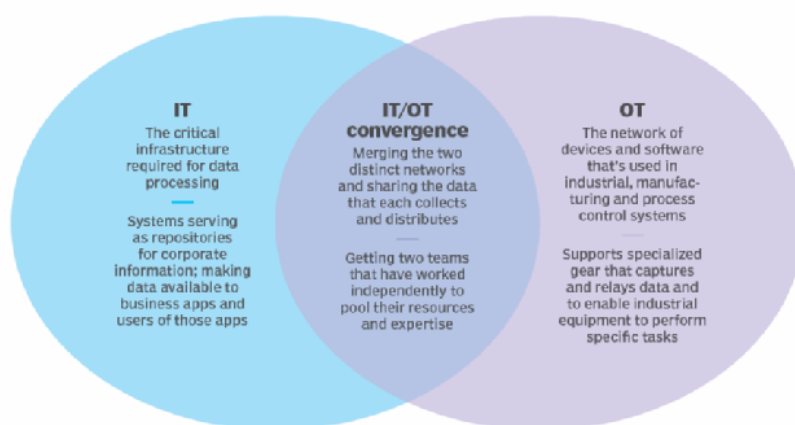 IT
The critical
infrastructure
required for data
processing
Systems serving
as repositories
for corporate
information; making
data available to
business apps and
users of those apps
IT/OT
convergence
Merging the two
distinct networks
and sharing the data
that each collects
and distributes
Getting two teams
that have worked
independently to
pool their resources
and expertise
OT
The network of
devices and software
that's used in
industrial, manufac-
turing and process
control systems
Supports specialized
gear that captures
and relays data and
to enable industrial
equipment to perform
specific tasks